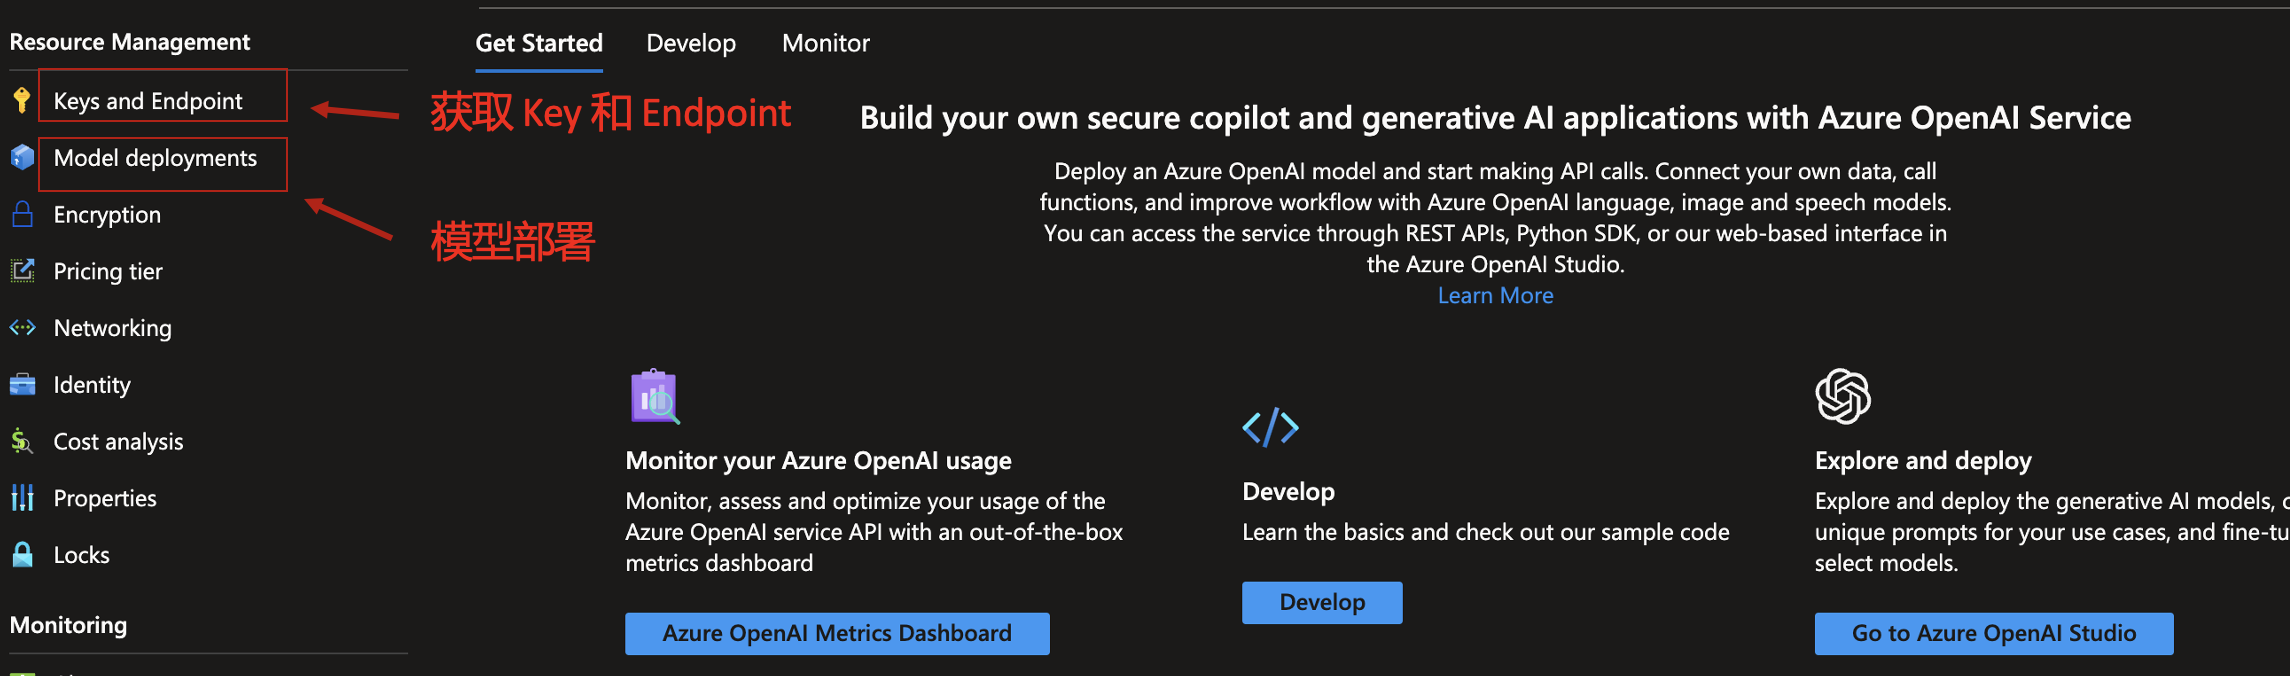 Resource Management
Keys and Endpoint
Model deployments
Encryption
Pricing tier
Networking
Identity
Cost analysis
Properties
Locks
Monitoring
获取 Key 和 Endpoint
模型部署
Get Started
Develop
Monitor
Build your own secure copilot and generative AI applications with Azure OpenAI Service
Deploy an Azure OpenAI model and start making API calls. Connect your own data, call
functions, and improve workflow with Azure OpenAI language, image and speech models.
You can access the service through REST APIs, Python SDK, or our web-based interface in
the Azure OpenAI Studio.
Learn More
Monitor your Azure OpenAI usage
Monitor, assess and optimize your usage of the
Azure OpenAI service API with an out-of-the-box
metrics dashboard
Azure OpenAI Metrics Dashboard
Develop
Learn the basics and check out our sample code
Develop
Explore and deploy
Explore and deploy the generative AI models,
unique prompts for your use cases, and fine-tu
select models.
Go to Azure OpenAI Studio